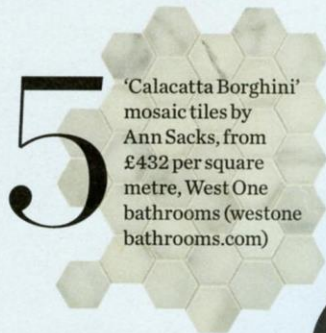 5
‘Calacatta Borghini’
mosaic tiles by
Ann Sacks, from
£432 per square
metre, West One
bathrooms (westone
bathrooms.com)